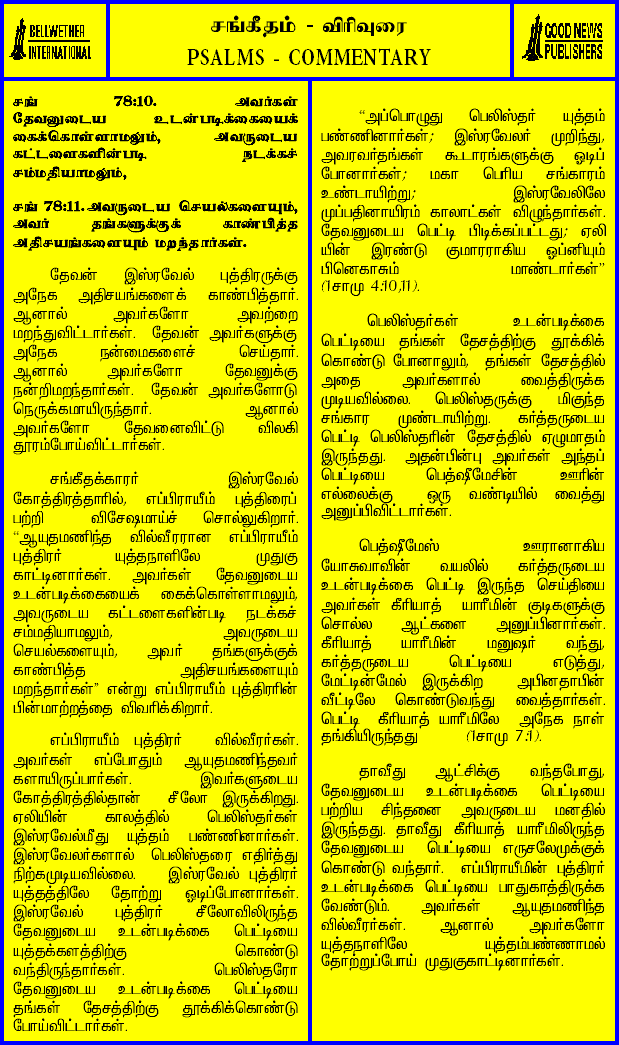 BELLWETHER
INTERNATIONAL
சங்கீதம் - விரிவுரை
PSALMS - COMMENTARY
GOOD NEWS
PUBLISHERS
சங் 78:10. அவர்கள்
தேவனுடைய உடன்படிக்கையைக்
கைக்கொள்ளாமலும், அவருடைய
கட்டளைகளின்படி நடக்கச்
சம்மதியாமலும்,
சங் 78:11. அவருடைய செயல்களையும்,
அவர் தங்களுக்குக் காண்பித்த
அதிசயங்களையும் மறந்தார்கள்.
தேவன் இஸ்ரவேல் புத்திரருக்கு
அநேக அதிசயங்களைக் காண்பித்தார்.
ஆனால் அவர்களோ அவற்றை
மறந்துவிட்டார்கள். தேவன் அவர்களுக்கு
அநேக நன்மைகளைச் செய்தார்.
ஆனால் அவர்களோ தேவனுக்கு
நன்றிமறந்தார்கள். தேவன் அவர்களோடு
நெருக்கமாயிருந்தார். ஆனால்
அவர்களோ தேவனைவிட்டு விலகி
தூரம்போய்விட்டார்கள்.
சங்கீதக்காரர் இஸ்ரவேல்
கோத்திரத்தாரில், எப்பிராயீம் புத்திரைப்
பற்றி விசேஷமாய்ச் சொல்லுகிறார்.
“ஆயுதமணிந்த வில்வீரரான எப்பிராயீம்
புத்திரர் யுத்தநாளிலே முதுகு
காட்டினார்கள். அவர்கள் தேவனுடைய
உடன்படிக்கையைக் கைக்கொள்ளாமலும்,
அவருடைய கட்டளைகளின்படி நடக்கச்
சம்மதியாமலும், அவருடைய
செயல்களையும், அவர் தங்களுக்குக்
காண்பித்த அதிசயங்களையும்
மறந்தார்கள்” என்று எப்பிராயீம் புத்திரரின்
பின்மாற்றத்தை விவரிக்கிறார்.
எப்பிராயீம் புத்திரர் வில்வீரர்கள்.
அவர்கள் எப்போதும் ஆயுதமணிந்தவர்
களாயிருப்பார்கள். இவர்களுடைய
கோத்திரத்தில்தான் சீலோ இருக்கிறது.
ஏலியின் காலத்தில் பெலிஸ்தர்கள்
இஸ்ரவேல்மீது யுத்தம் பண்ணினார்கள்.
இஸ்ரவேலர்களால் பெலிஸ்தரை எதிர்த்து
நிற்கமுடியவில்லை. இஸ்ரவேல் புத்திரர்
யுத்தத்திலே தோற்று ஓடிப்போனார்கள்.
இஸ்ரவேல் புத்திரர் சீலோவிலிருந்த
தேவனுடைய உடன்படிக்கை பெட்டியை
யுத்தக்களத்திற்கு கொண்டு
வந்திருந்தார்கள். பெலிஸ்தரோ
தேவனுடைய உடன்படிக்கை பெட்டியை
தங்கள் தேசத்திற்கு தூக்கிக்கொண்டு
போய்விட்டார்கள்.
“அப்பொழுது பெலிஸ்தர் யுத்தம்
பண்ணினார்கள்; இஸ்ரவேலர் முறிந்து,
அவரவர்தங்கள் கூடாரங்களுக்கு ஓடிப்
போனார்கள்; மகா பெரிய சங்காரம்
உண்டாயிற்று; இஸ்ரவேலிலே
முப்பதினாயிரம் காலாட்கள் விழுந்தார்கள்.
தேவனுடைய பெட்டி பிடிக்கப்பட்டது; ஏலி
யின் இரண்டு குமாரராகிய ஓப்னியும்
பினெகாசும் மாண்டார்கள்”
(1சாமு 4:10,11).
பெலிஸ்தர்கள் உடன்படிக்கை
பெட்டியை தங்கள் தேசத்திற்கு தூக்கிக்
கொண்டு போனாலும், தங்கள் தேசத்தில்
அதை அவர்களால் வைத்திருக்க
முடியவில்லை. பெலிஸ்தருக்கு மிகுந்த
சங்கார முண்டாயிற்று. கர்த்தருடைய
பெட்டி பெலிஸ்தரின் தேசத்தில் ஏழுமாதம்
இருந்தது. அதன்பின்பு அவர்கள் அந்தப்
பெட்டியை பெத்ஷிமேசின் ஊரின்
எல்லைக்கு ஒரு வண்டியில் வைத்து
அனுப்பிவிட்டார்கள்.
பெத்ஷீமேஸ் ஊரானாகிய
யோசுவாவின் வயலில் கர்த்தருடைய
உடன்படிக்கை பெட்டி இருந்த செய்தியை
அவர்கள் கீரியாத் யாரீமின் குடிகளுக்கு
சொல்ல ஆட்களை அனுப்பினார்கள்.
கீரியாத் யாரீமின் மனுஷர் வந்து,
கர்த்தருடைய பெட்டியை எடுத்து,
மேட்டின்மேல் இருக்கிற அபினதாபின்
வீட்டிலே கொண்டுவந்து வைத்தார்கள்.
பெட்டி கீரியாத் யாரீமிலே அநேக நாள்
தங்கியிருந்தது (1சாமு 7:1).
தாவீது ஆட்சிக்கு வந்தபோது,
தேவனுடைய உடன்படிக்கை பெட்டியை
பற்றிய சிந்தனை அவருடைய மனதில்
இருந்தது. தாவீது கீரியாத் யாரீமிலிருந்த
தேவனுடைய பெட்டியை எருசலேமுக்குக்
கொண்டு வந்தார். எப்பிராயீமின் புத்திரர்
உடன்படிக்கை பெட்டியை பாதுகாத்திருக்க
வேண்டும். அவர்கள் ஆயுதமணிந்த
வில்வீரர்கள். ஆனால் அவர்களோ
யுத்தநாளிலே யுத்தம்பண்ணாமல்
தோற்றுப்போய் முதுகுகாட்டினார்கள்.